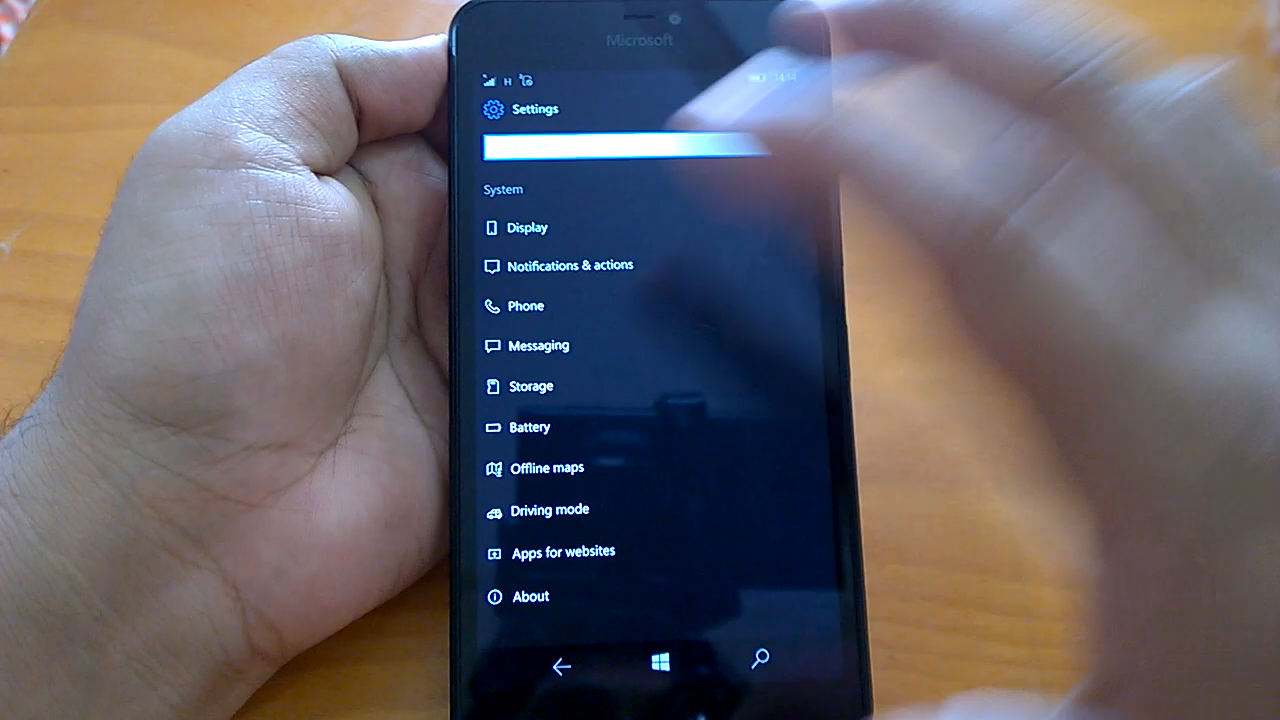 Microsoft
H
Settings
System
Display
Notifications & actions
Phone
Messaging
Storage
Battery
Offline maps
Driving mode
Apps for websites
About